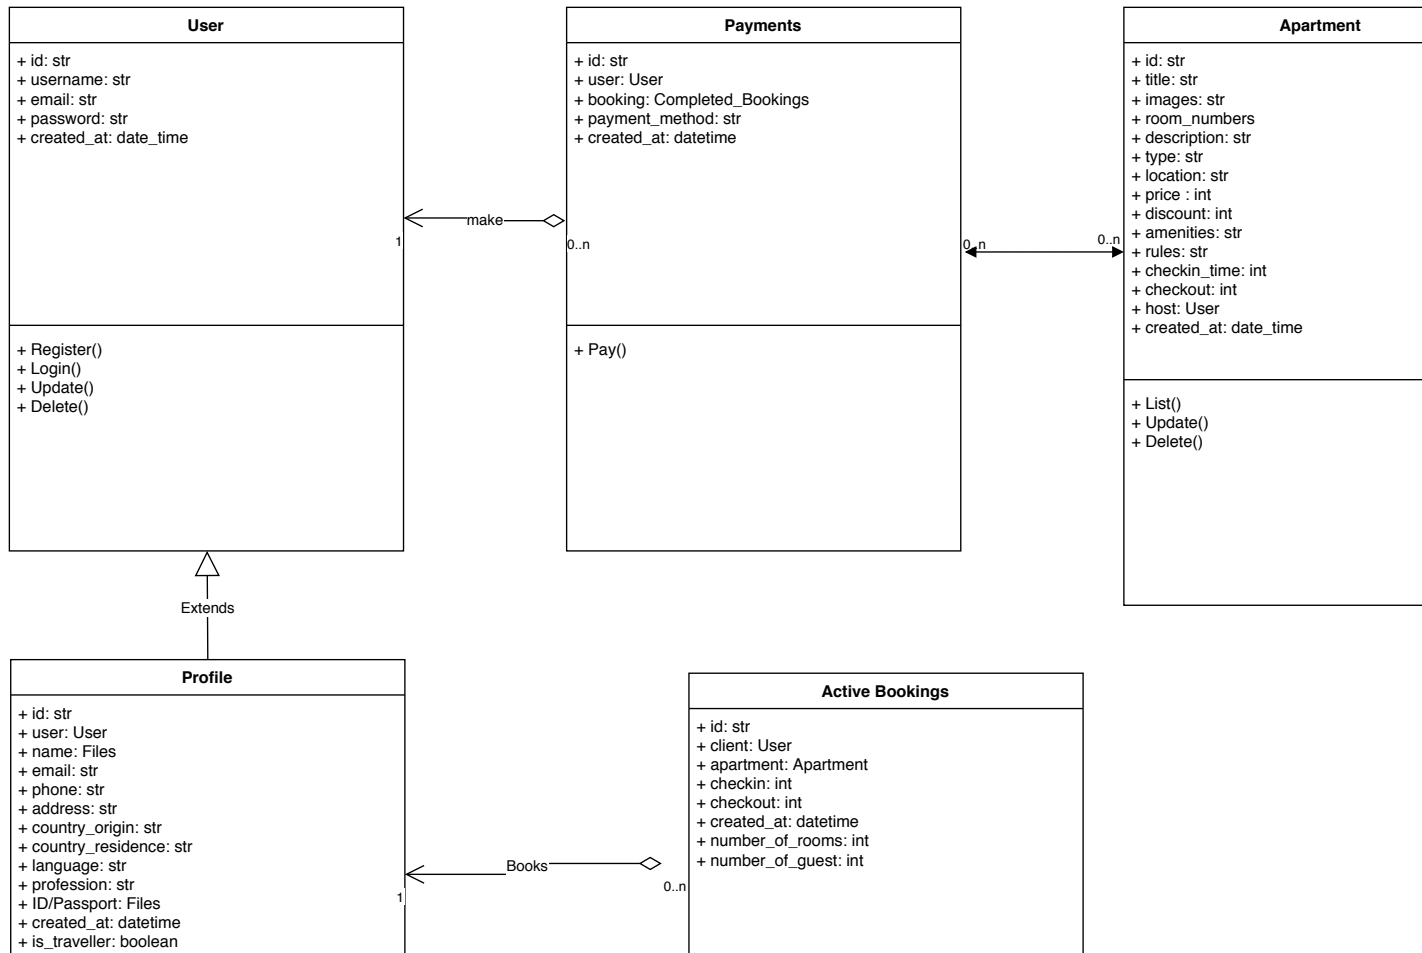 User
+ id: str
+ username: str
+ email: str
+ password: str
+ created_at: date_time
+ Register()
+ Login()
+ Update()
+ Delete()
Payments
+ id: str
+ user: User
+ booking: Completed_Bookings
+ payment_method: str
+ created_at: datetime
+ Pay()
Apartment
+ id: str
+ title: str
+ images: str
+ room_numbers
+ description: str
+ type: str
+ location: str
+ price : int
+ discount: int
+ amenities: str
+ rules: str
+ checkin_time: int
+ checkout: int
+ host: User
+ created_at: date_time
+ List()
+ Update()
+ Delete()
make
1
0..n
0..n
0..n
Extends
Profile
+ id: str
+ user: User
+ name: Files
+ email: str
+ phone: str
+ address: str
+ country_origin: str
+ country_residence: str
+ language: str
+ profession: str
+ ID/Passport: Files
+ created_at: datetime
+ is_traveller: boolean
Books
1
0..n
Active Bookings
+ id: str
+ client: User
+ apartment: Apartment
+ checkin: int
+ checkout: int
+ created_at: datetime
+ number_of_rooms: int
+ number_of_guest: int